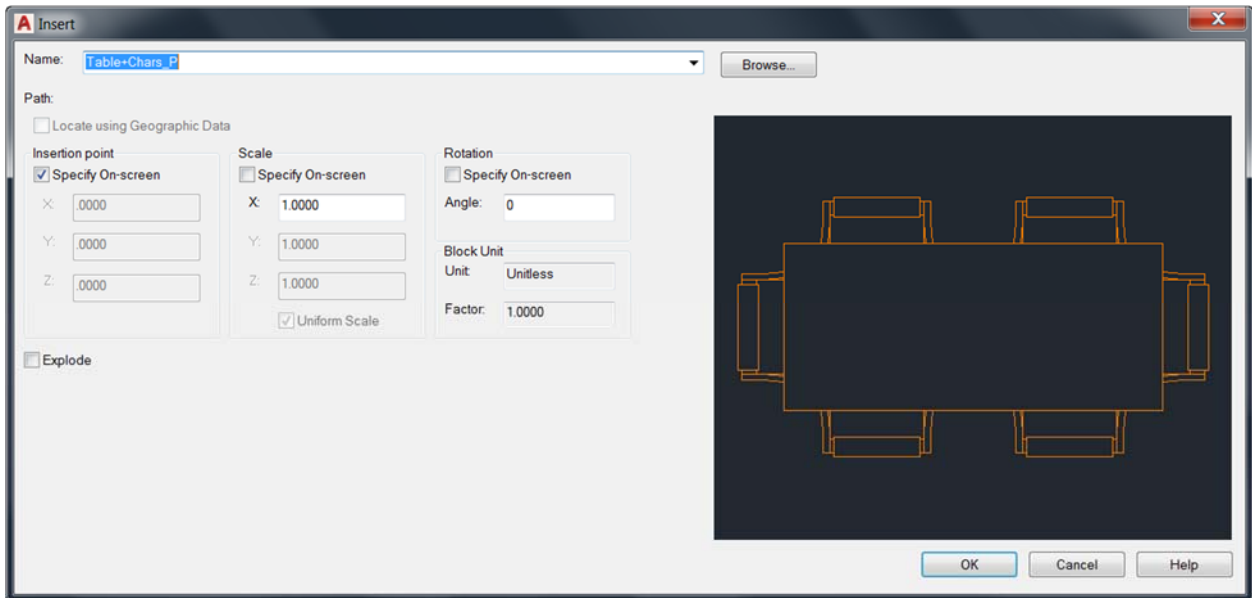 A Insert
Name: Table+Chars_P Browse...
Path:
Locate using Geographic Data
Insertion point
Specify On-screen
X: .0000
Y: .0000
Z: .0000
Scale
Specify On-screen
X: 1.0000
Y: 1.0000
Z: 1.0000
Uniform Scale
Rotation
Specify On-screen
Angle: 0
Block Unit
Unit: Unitless
Factor: 1.0000
Explode
OK Cancel Help